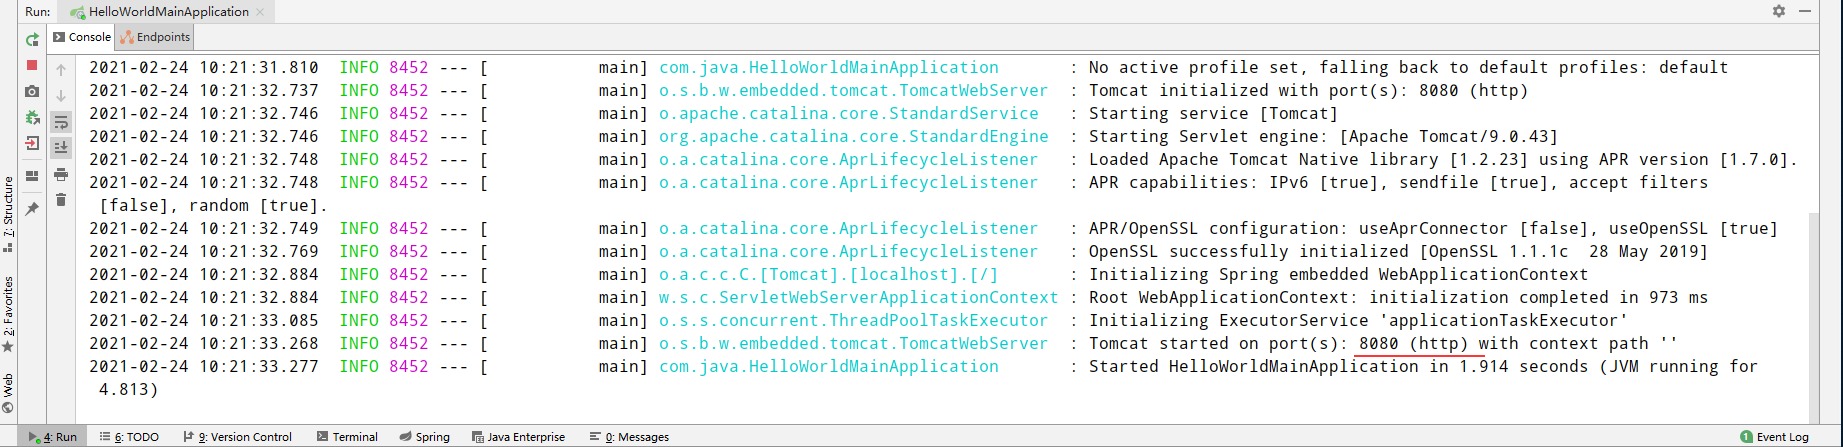 Run: HelloWorldMainApplication
Console Endpoints
2021-02-24 10:21:31.810  INFO 8452 --- [           main] com.java.HelloWorldMainApplication       : No active profile set, falling back to default profiles: default
2021-02-24 10:21:32.737  INFO 8452 --- [           main] o.s.b.w.embedded.tomcat.TomcatWebServer  : Tomcat initialized with port(s): 8080 (http)
2021-02-24 10:21:32.746  INFO 8452 --- [           main] o.apache.catalina.core.StandardService   : Starting service [Tomcat]
2021-02-24 10:21:32.746  INFO 8452 --- [           main] org.apache.catalina.core.StandardEngine  : Starting Servlet engine: [Apache Tomcat/9.0.43]
2021-02-24 10:21:32.748  INFO 8452 --- [           main] o.a.catalina.core.AprLifecycleListener   : Loaded Apache Tomcat Native library [1.2.23] using APR version [1.7.0].
2021-02-24 10:21:32.748  INFO 8452 --- [           main] o.a.catalina.core.AprLifecycleListener   : APR capabilities: IPv6 [true], sendfile [true], accept filters
[false], random [true].
2021-02-24 10:21:32.749  INFO 8452 --- [           main] o.a.catalina.core.AprLifecycleListener   : APR/OpenSSL configuration: useAprConnector [false], useOpenSSL [true]
2021-02-24 10:21:32.769  INFO 8452 --- [           main] o.a.catalina.core.AprLifecycleListener   : OpenSSL successfully initialized [OpenSSL 1.1.1c  28 May 2019]
2021-02-24 10:21:32.884  INFO 8452 --- [           main] o.a.c.c.C.[Tomcat].[localhost].[/]       : Initializing Spring embedded WebApplicationContext
2021-02-24 10:21:32.884  INFO 8452 --- [           main] w.s.c.ServletWebServerApplicationContext : Root WebApplicationContext: initialization completed in 973 ms
2021-02-24 10:21:33.085  INFO 8452 --- [           main] o.s.s.concurrent.ThreadPoolTaskExecutor  : Initializing ExecutorService 'applicationTaskExecutor'
2021-02-24 10:21:33.268  INFO 8452 --- [           main] o.s.b.w.embedded.tomcat.TomcatWebServer  : Tomcat started on port(s): 8080 (http) with context path ''
2021-02-24 10:21:33.277  INFO 8452 --- [           main] com.java.HelloWorldMainApplication       : Started HelloWorldMainApplication in 1.914 seconds (JVM running for
4.813)
7: Structure
2: Favorites
Web
4: Run 6: TODO 9: Version Control Terminal Spring Java Enterprise 0: Messages 1 Event Log